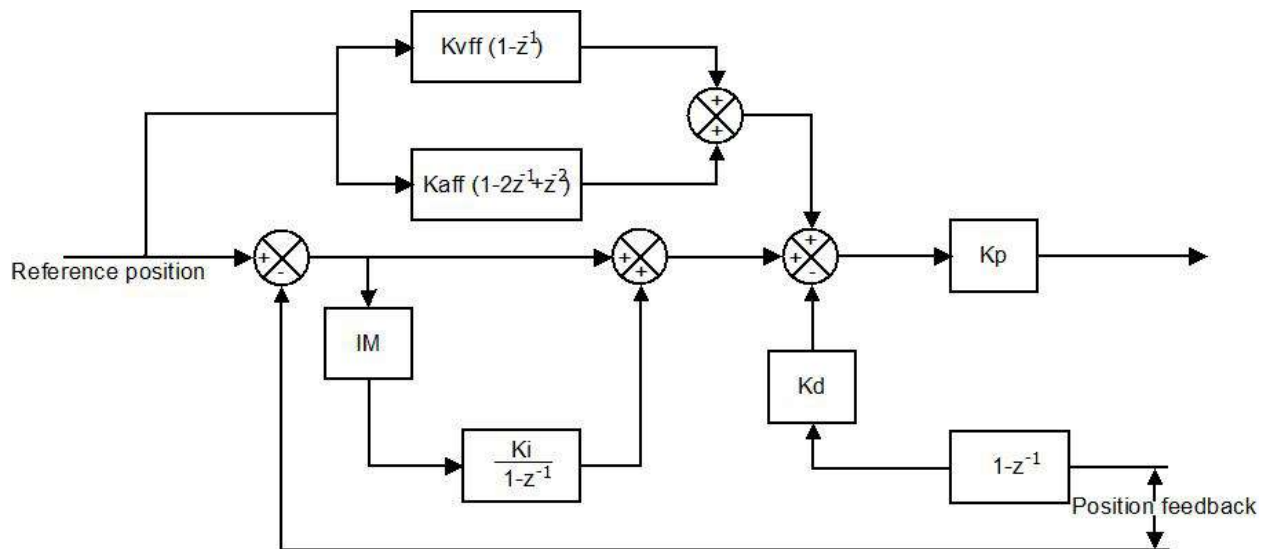 Kvff (1-z⁻¹)
+
+
Kaff (1-2z⁻¹+z⁻²)
Reference position
+
-
+
+
+
+
-
Kp
IM
Kd
Ki
1-z⁻¹
1-z⁻¹
Position feedback